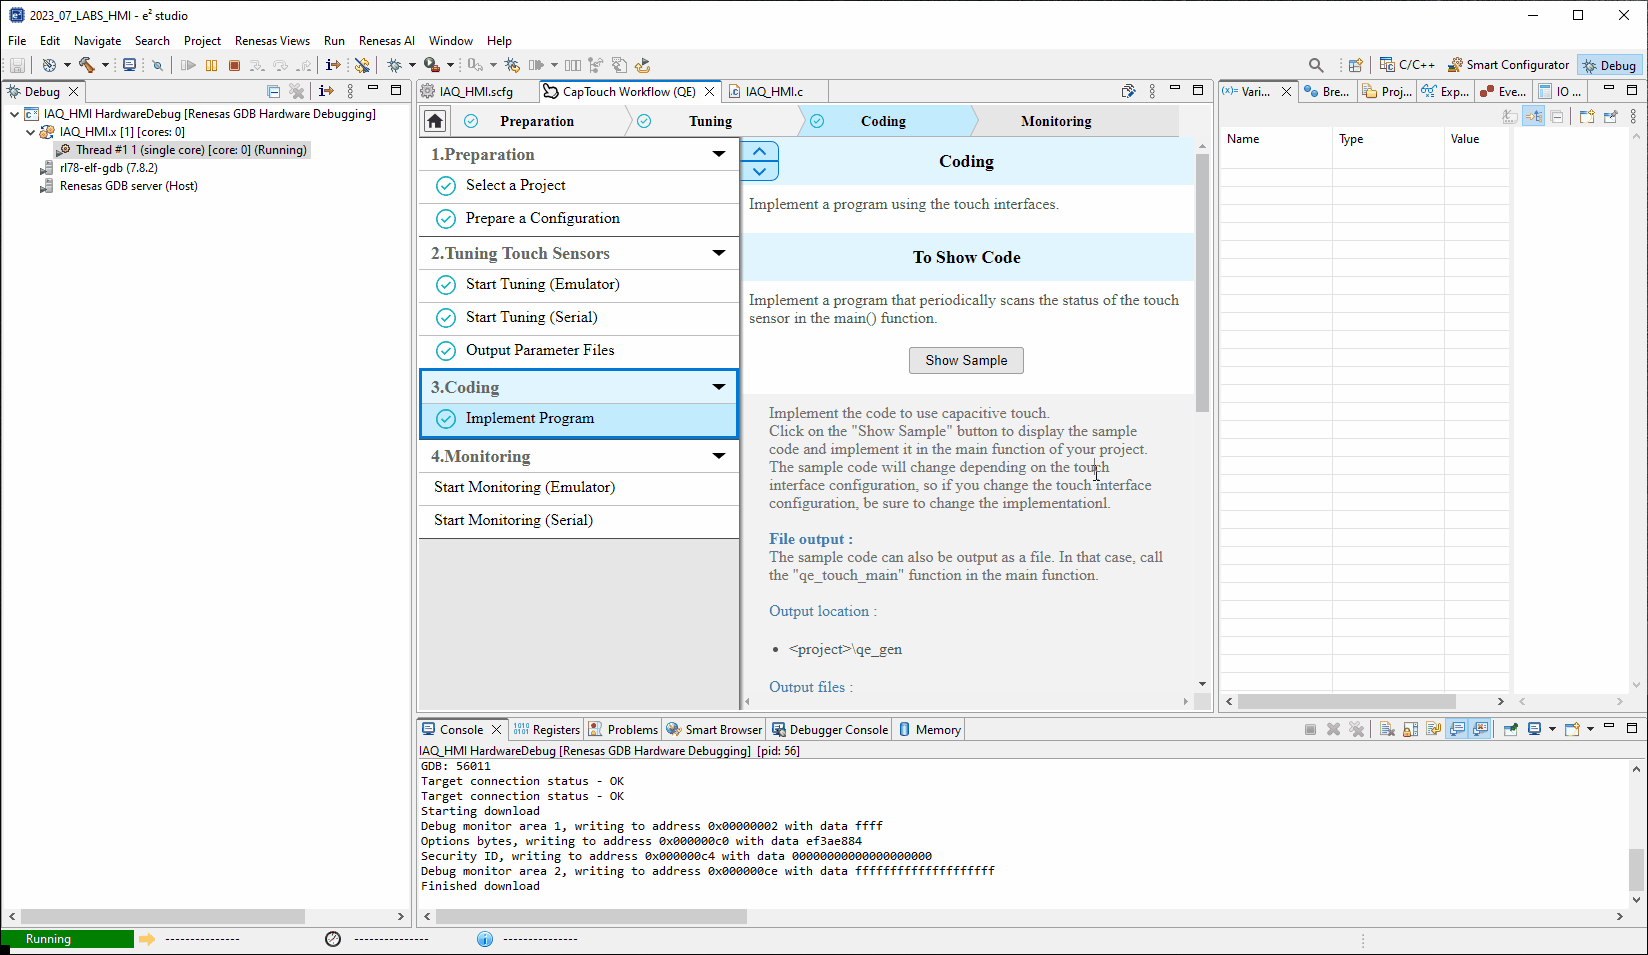 2023_07_LABS_HMI - e² studio
File Edit Navigate Search Project Renesas Views Run Renesas AI Window Help
C/C++ Smart Configurator Debug
Debug
IAQ_HMI HardwareDebug [Renesas GDB Hardware Debugging]
IAQ_HMI.x [1] [cores: 0]
Thread #1 1 (single core) [core: 0] (Running)
rl78-elf-gdb (7.8.2)
Renesas GDB server (Host)
IAQ_HMI.scfg CapTouch Workflow (QE) IAQ_HMI.c
Preparation Tuning Coding Monitoring
1.Preparation
Select a Project
Prepare a Configuration
2.Tuning Touch Sensors
Start Tuning (Emulator)
Start Tuning (Serial)
Output Parameter Files
3.Coding
Implement Program
4.Monitoring
Start Monitoring (Emulator)
Start Monitoring (Serial)
Coding
Implement a program using the touch interfaces.
To Show Code
Implement a program that periodically scans the status of the touch
sensor in the main() function.
Show Sample
Implement the code to use capacitive touch.
Click on the "Show Sample" button to display the sample
code and implement it in the main function of your project.
The sample code will change depending on the touch
interface configuration, so if you change the touch interface
configuration, be sure to change the implementationl.
File output :
The sample code can also be output as a file. In that case, call
the "qe_touch_main" function in the main function.
Output location :
• <project>\qe_gen
Output files :
(x)= Vari... Bre... Proj... Exp... Eve... IO ...
Name Type Value
Console Registers Problems Smart Browser Debugger Console Memory
IAQ_HMI HardwareDebug [Renesas GDB Hardware Debugging] [pid: 56]
GDB: 56011
Target connection status - OK
Target connection status - OK
Starting download
Debug monitor area 1, writing to address 0x00000002 with data ffff
Options bytes, writing to address 0x000000c0 with data ef3ae884
Security ID, writing to address 0x000000c4 with data 00000000000000000000
Debug monitor area 2, writing to address 0x000000ce with data ffffffffffffffffffff
Finished download
Running --------------- --------------- ---------------